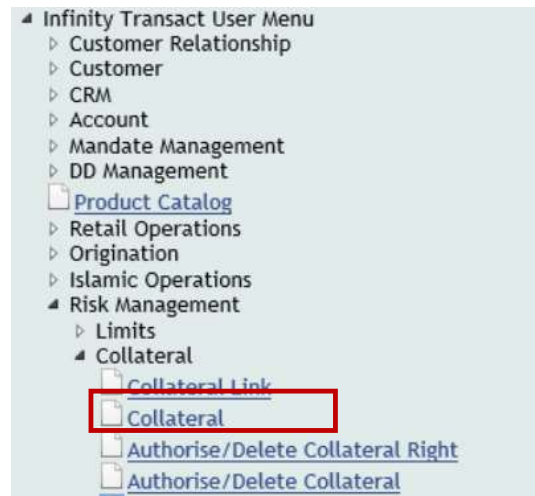 Infinity Transact User Menu
Customer Relationship
Customer
CRM
Account
Mandate Management
DD Management
Product Catalog
Retail Operations
Origination
Islamic Operations
Risk Management
Limits
Collateral
Collateral Link
Collateral
Authorise/Delete Collateral Right
Authorise/Delete Collateral